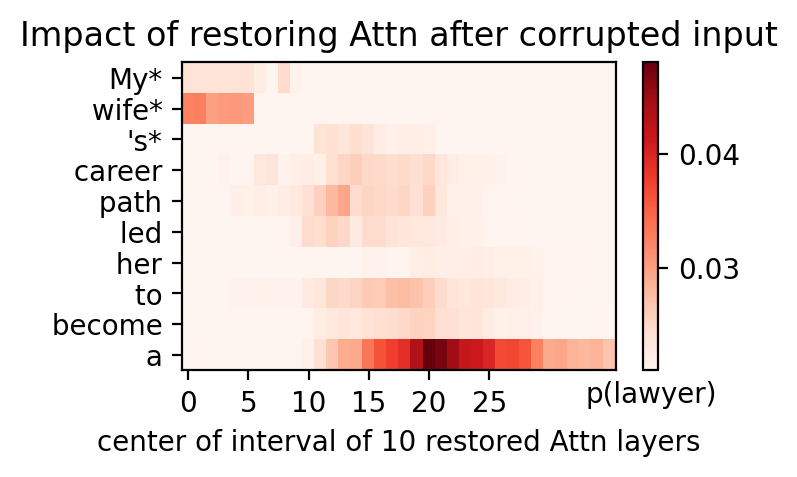 Impact of restoring Attn after corrupted input
My*
wife*
's*
career
path
led
her
to
become
a
0.04
0.03
0 5 10 15 20 25
p(lawyer)
center of interval of 10 restored Attn layers